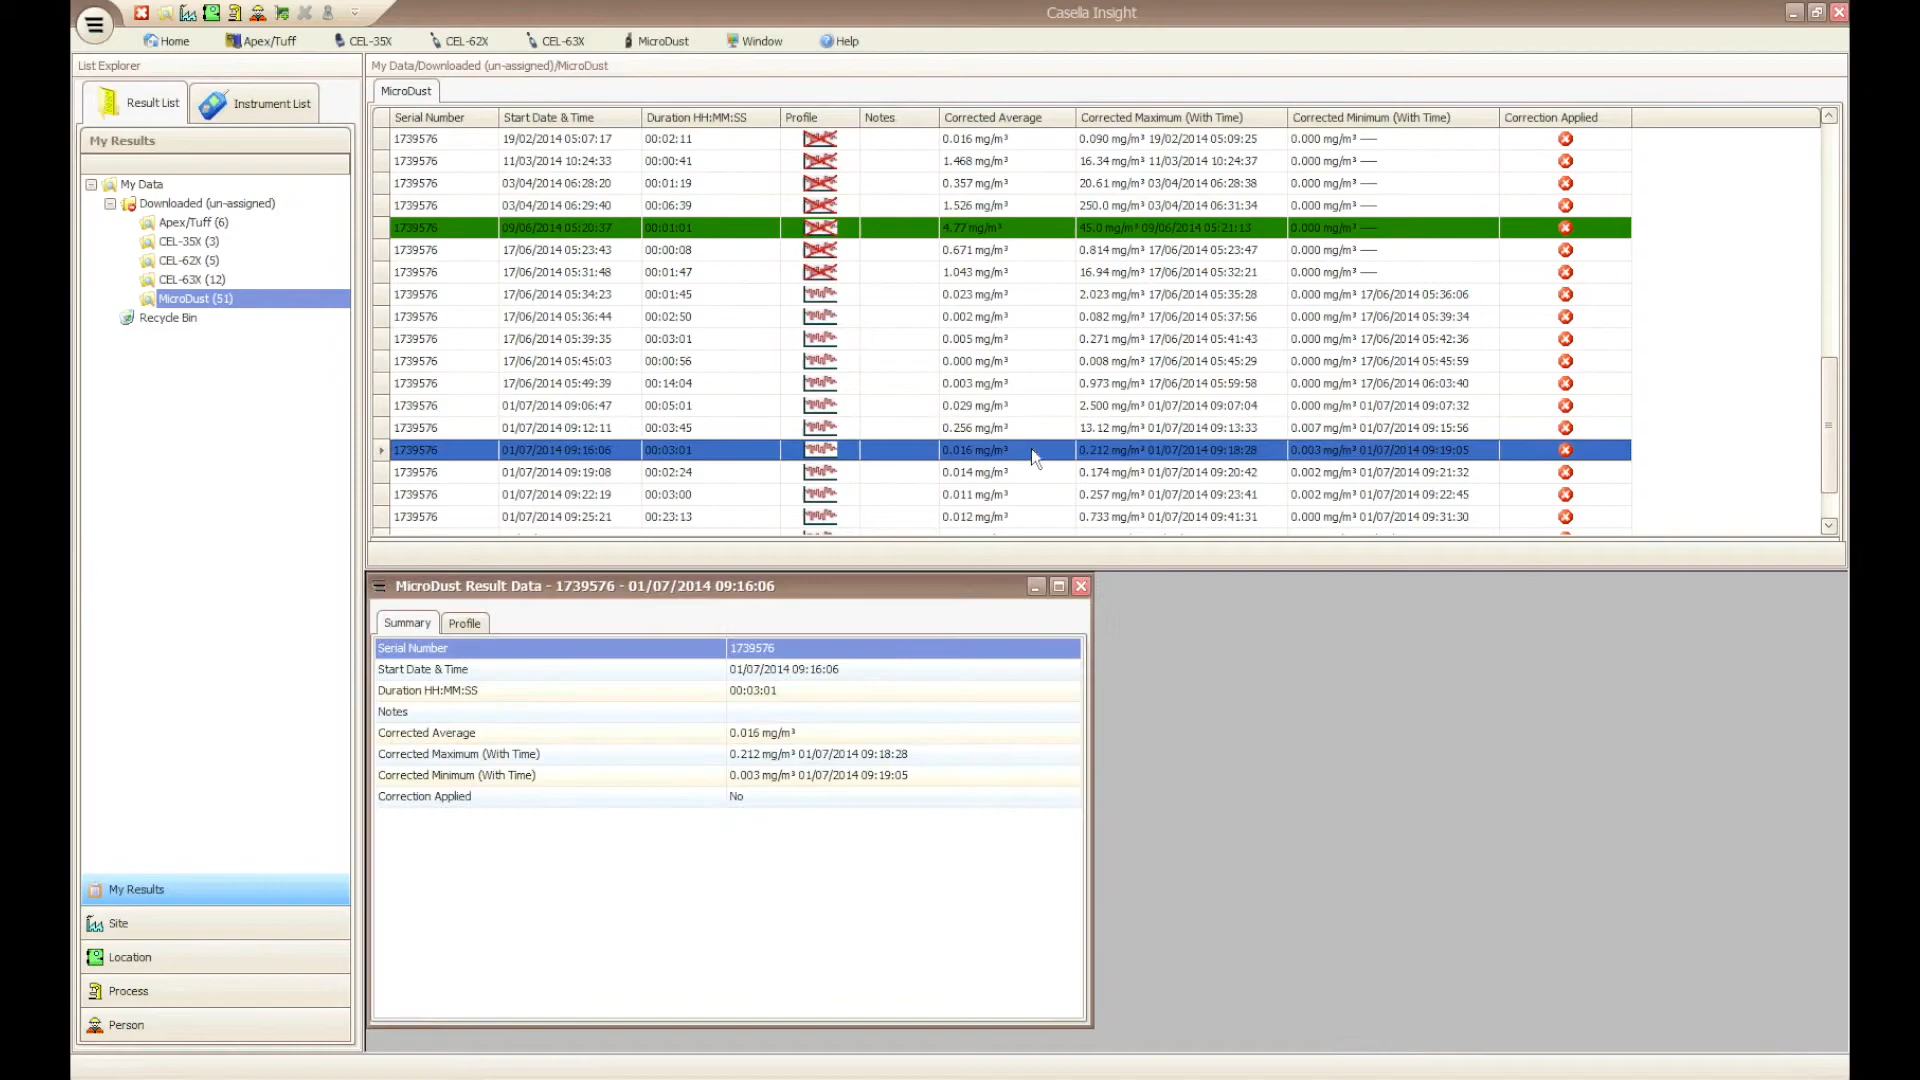 Casella Insight
Home Apex/Tuff CEL-35X CEL-62X CEL-63X MicroDust Window Help
List Explorer
Result List Instrument List
My Results
My Data
Downloaded (un-assigned)
Apex/Tuff (6)
CEL-35X (3)
CEL-62X (5)
CEL-63X (12)
MicroDust (51)
Recycle Bin
My Results
Site
Location
Process
Person
My Data/Downloaded (un-assigned)/MicroDust
MicroDust
Serial Number Start Date & Time Duration HH:MM:SS Profile Notes Corrected Average Corrected Maximum (With Time) Corrected Minimum (With Time) Correction Applied
1739576 19/02/2014 05:07:17 00:02:11 0.016 mg/m³ 0.090 mg/m³ 19/02/2014 05:09:25 0.000 mg/m³ ----
1739576 11/03/2014 10:24:33 00:00:41 1.468 mg/m³ 16.34 mg/m³ 11/03/2014 10:24:37 0.000 mg/m³ ----
1739576 03/04/2014 06:28:20 00:01:19 0.357 mg/m³ 20.61 mg/m³ 03/04/2014 06:28:38 0.000 mg/m³ ----
1739576 03/04/2014 06:29:40 00:06:39 1.526 mg/m³ 250.0 mg/m³ 03/04/2014 06:31:34 0.000 mg/m³ ----
1739576 09/06/2014 05:20:37 00:01:01 4.77 mg/m³ 45.0 mg/m³ 09/06/2014 05:21:13 0.000 mg/m³ ----
1739576 17/06/2014 05:23:43 00:00:08 0.671 mg/m³ 0.814 mg/m³ 17/06/2014 05:23:47 0.000 mg/m³ ----
1739576 17/06/2014 05:31:48 00:01:47 1.043 mg/m³ 16.94 mg/m³ 17/06/2014 05:32:21 0.000 mg/m³ ----
1739576 17/06/2014 05:34:23 00:01:45 0.023 mg/m³ 2.023 mg/m³ 17/06/2014 05:35:28 0.000 mg/m³ 17/06/2014 05:36:06
1739576 17/06/2014 05:36:44 00:02:50 0.002 mg/m³ 0.082 mg/m³ 17/06/2014 05:37:56 0.000 mg/m³ 17/06/2014 05:39:34
1739576 17/06/2014 05:39:35 00:03:01 0.005 mg/m³ 0.271 mg/m³ 17/06/2014 05:41:43 0.000 mg/m³ 17/06/2014 05:42:36
1739576 17/06/2014 05:45:03 00:00:56 0.000 mg/m³ 0.008 mg/m³ 17/06/2014 05:45:29 0.000 mg/m³ 17/06/2014 05:45:59
1739576 17/06/2014 05:49:39 00:14:04 0.003 mg/m³ 0.973 mg/m³ 17/06/2014 05:59:58 0.000 mg/m³ 17/06/2014 06:03:40
1739576 01/07/2014 09:06:47 00:05:01 0.029 mg/m³ 2.500 mg/m³ 01/07/2014 09:07:04 0.000 mg/m³ 01/07/2014 09:07:32
1739576 01/07/2014 09:12:11 00:03:45 0.256 mg/m³ 13.12 mg/m³ 01/07/2014 09:13:33 0.007 mg/m³ 01/07/2014 09:15:56
1739576 01/07/2014 09:16:06 00:03:01 0.016 mg/m³ 0.212 mg/m³ 01/07/2014 09:18:28 0.003 mg/m³ 01/07/2014 09:19:05
1739576 01/07/2014 09:19:08 00:02:24 0.014 mg/m³ 0.174 mg/m³ 01/07/2014 09:20:42 0.002 mg/m³ 01/07/2014 09:21:32
1739576 01/07/2014 09:22:19 00:03:00 0.011 mg/m³ 0.257 mg/m³ 01/07/2014 09:23:41 0.002 mg/m³ 01/07/2014 09:22:45
1739576 01/07/2014 09:25:21 00:23:13 0.012 mg/m³ 0.733 mg/m³ 01/07/2014 09:41:31 0.000 mg/m³ 01/07/2014 09:31:30
MicroDust Result Data - 1739576 - 01/07/2014 09:16:06
Summary Profile
Serial Number 1739576
Start Date & Time 01/07/2014 09:16:06
Duration HH:MM:SS 00:03:01
Notes
Corrected Average 0.016 mg/m³
Corrected Maximum (With Time) 0.212 mg/m³ 01/07/2014 09:18:28
Corrected Minimum (With Time) 0.003 mg/m³ 01/07/2014 09:19:05
Correction Applied No